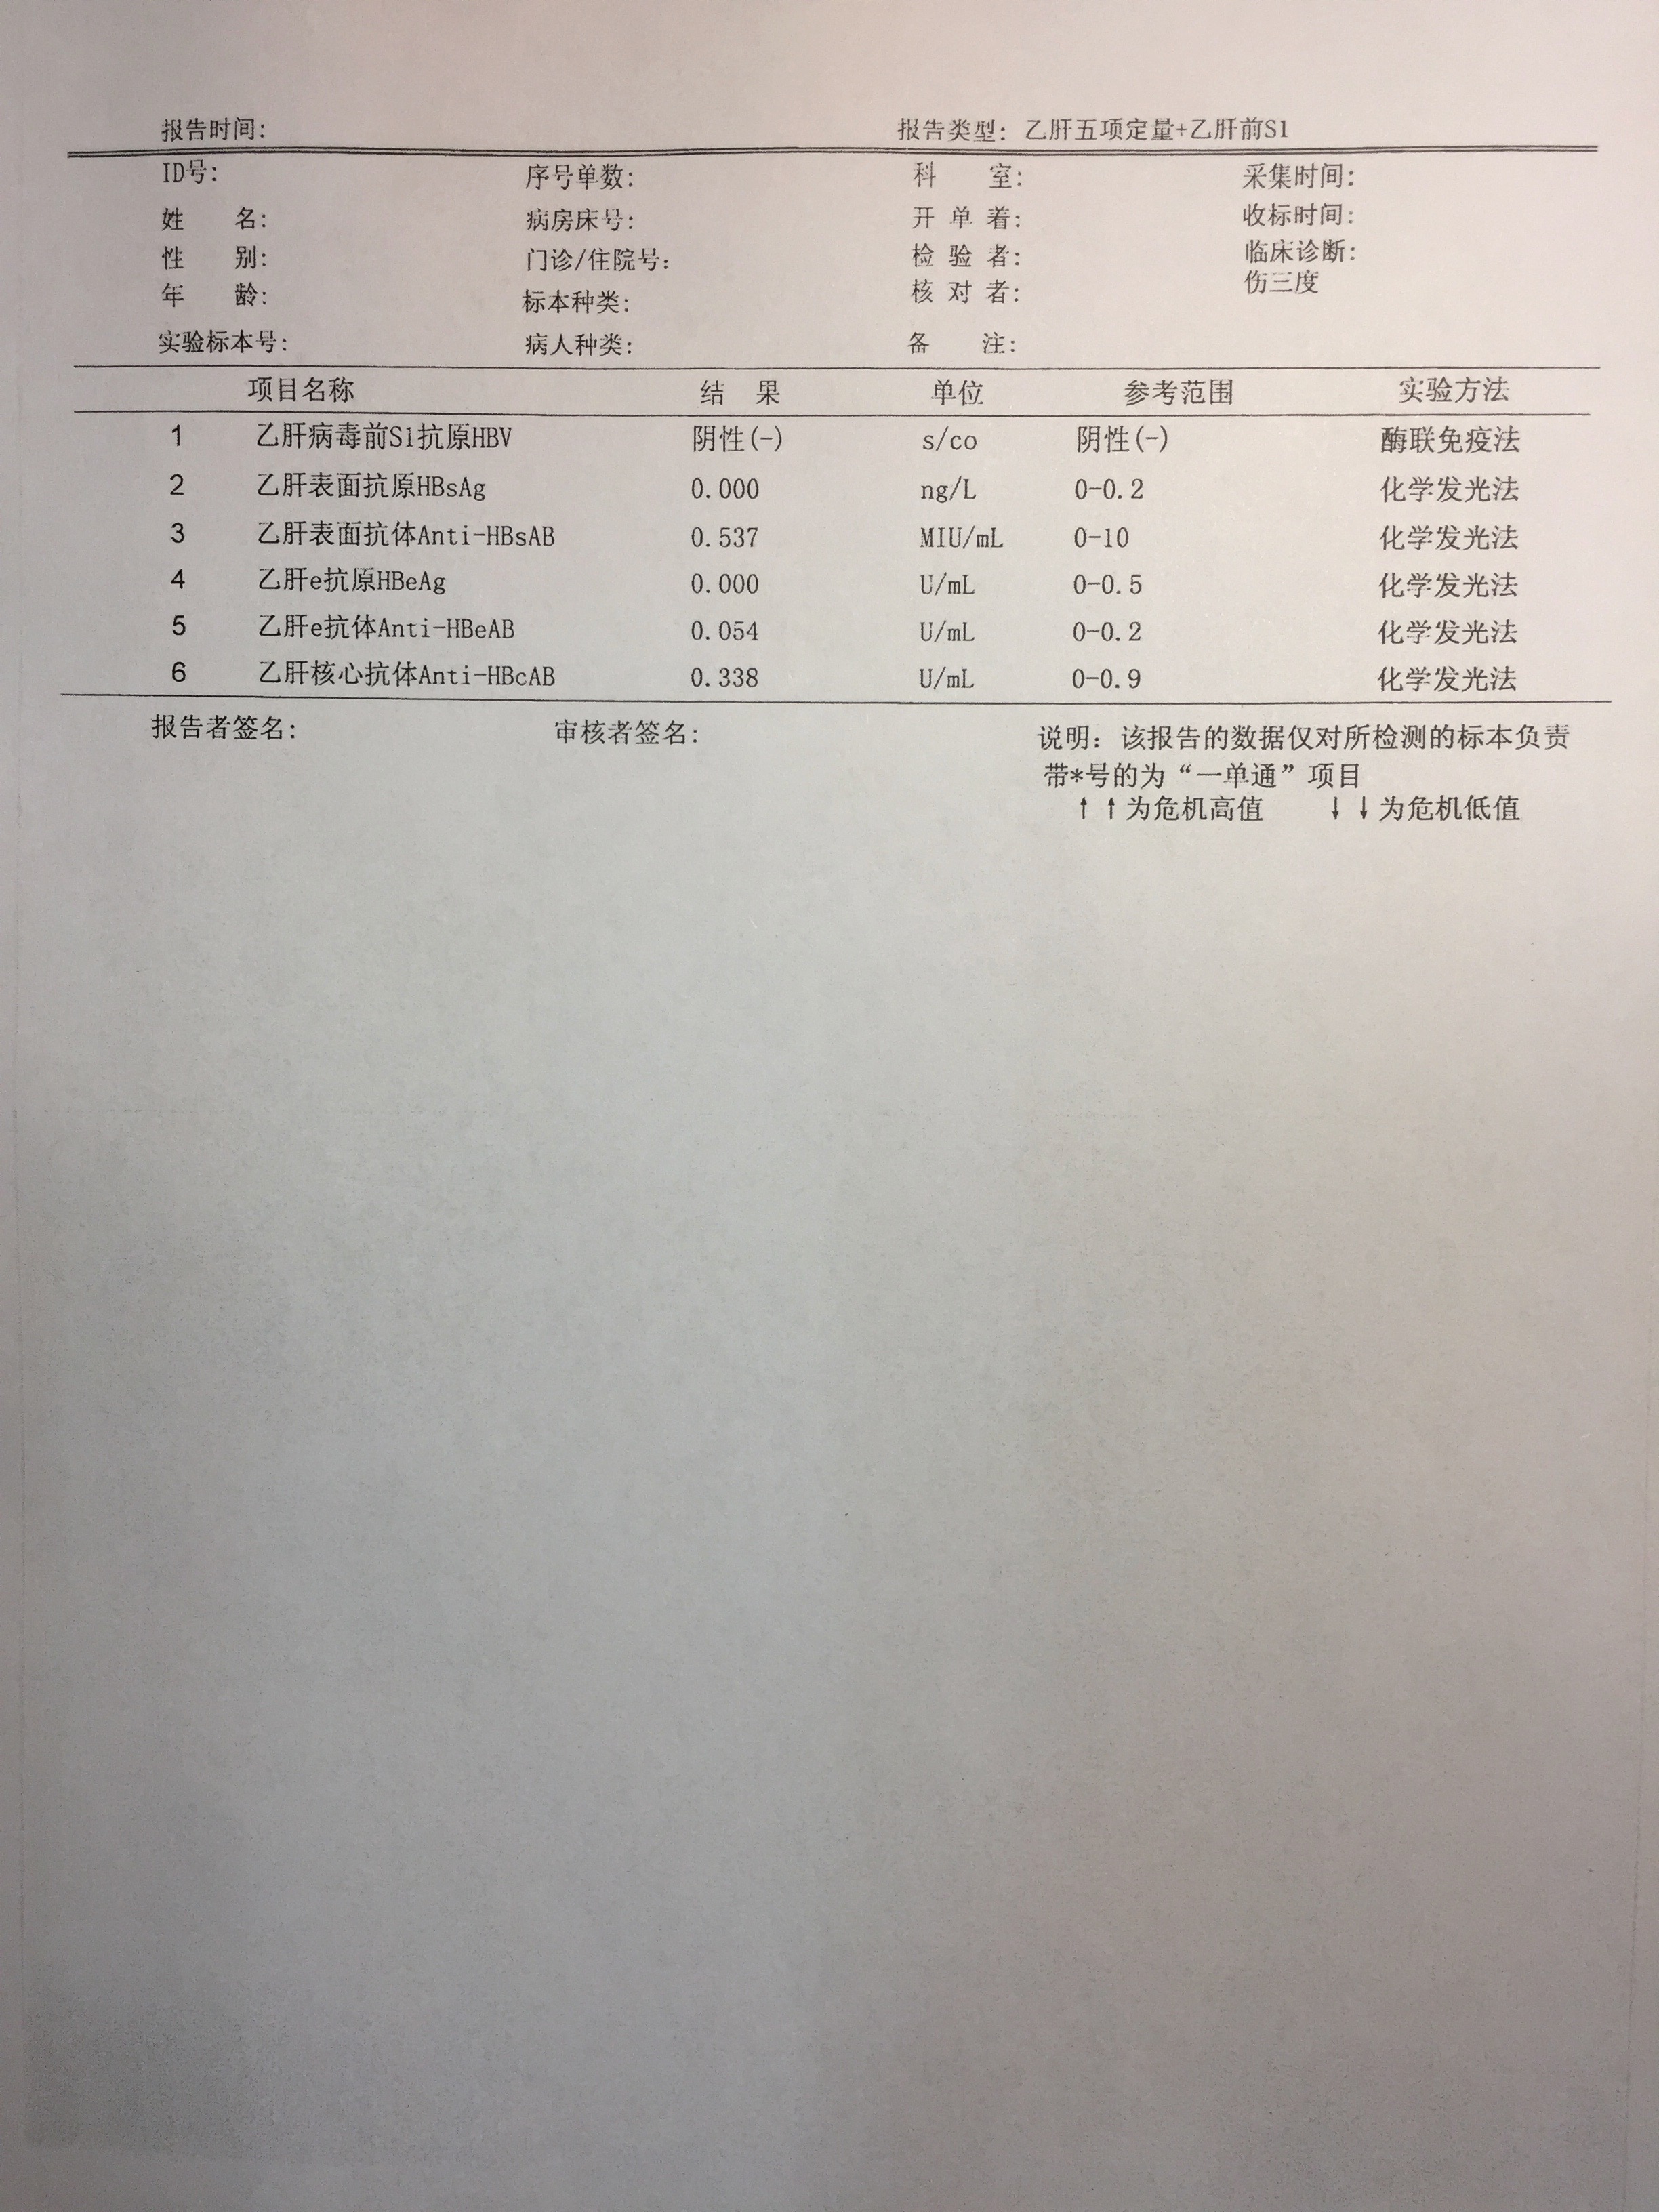 报告时间: 报告类型: 乙肝五项定量+乙肝前S1
ID号: 序号单数: 科 室: 采集时间:
姓 名: 病房床号: 开 单 着: 收标时间:
性 别: 门诊/住院号: 检 验 者: 临床诊断:
伤三度
年 龄: 标本种类: 核 对 者:
实验标本号: 病人种类: 备 注:
项目名称 结 果 单位 参考范围 实验方法
1 乙肝病毒前S1抗原HBV 阴性(-) s/co 阴性(-) 酶联免疫法
2 乙肝表面抗原HBsAg 0.000 ng/L 0-0.2 化学发光法
3 乙肝表面抗体Anti-HBsAB 0.537 MIU/mL 0-10 化学发光法
4 乙肝e抗原HBeAg 0.000 U/mL 0-0.5 化学发光法
5 乙肝e抗体Anti-HBeAB 0.054 U/mL 0-0.2 化学发光法
6 乙肝核心抗体Anti-HBcAB 0.338 U/mL 0-0.9 化学发光法
报告者签名: 审核者签名: 说明: 该报告的数据仅对所检测的标本负责
带*号的为“一单通”项目
↑↑为危机高值 ↓↓为危机低值